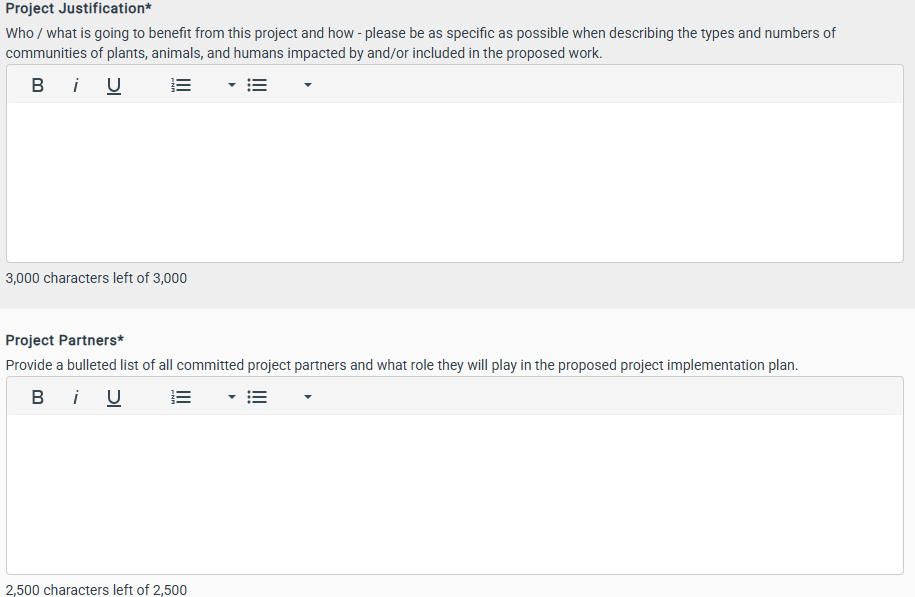 Project Justification*
Who / what is going to benefit from this project and how - please be as specific as possible when describing the types and numbers of
communities of plants, animals, and humans impacted by and/or included in the proposed work.
B i U
3,000 characters left of 3,000
Project Partners*
Provide a bulleted list of all committed project partners and what role they will play in the proposed project implementation plan.
B i U
2,500 characters left of 2,500